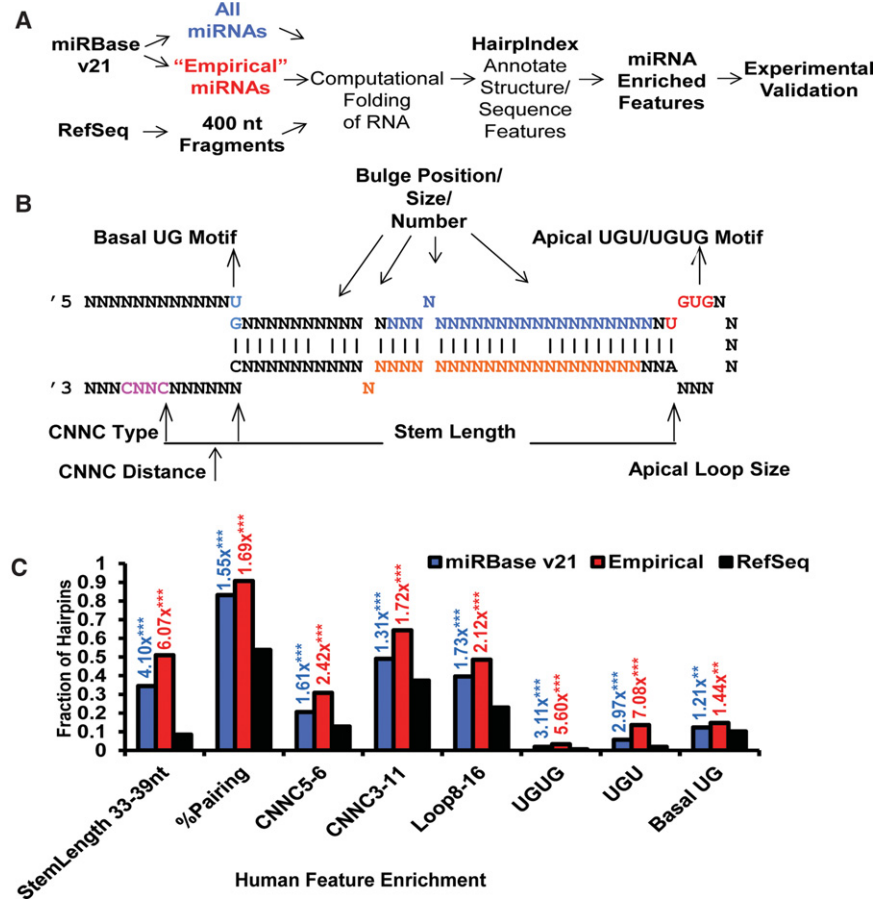 A
miRBase
v21
All
miRNAs
“Empirical”
miRNAs
RefSeq
400 nt
Fragments
Computational
Folding
of RNA
HairpIndex
Annotate
Structure/
Sequence
Features
miRNA
Enriched
Features
Experimental
Validation
B
Bulge Position/
Size/
Number
Basal UG Motif
Apical UGU/UGUG Motif
′5 NNNNNNNNNNNNU N GUGN
GNNNNNNNNNN NNNN NNNNNNNNNNNNNNNNNNNNU N
N
CNNNNNNNNNN NNNN NNNNNNNNNNNNNNNNNNNA N
′3 NNNCNNCNNNNNN N NNN
CNNC Type
Stem Length
CNNC Distance
Apical Loop Size
C
miRBase v21 Empirical RefSeq
Fraction of Hairpins
1
0.9
0.8
0.7
0.6
0.5
0.4
0.3
0.2
0.1
0
4.10x***
6.07x***
1.55x***
1.69x***
1.61x***
2.42x***
1.31x***
1.72x***
1.73x***
2.12x***
3.11x***
5.60x***
2.97x***
7.08x***
1.21x**
1.44x**
StemLength 33-39nt
%Pairing
CNNC5-6
CNNC3-11
Loop8-16
UGUG
UGU
Basal UG
Human Feature Enrichment